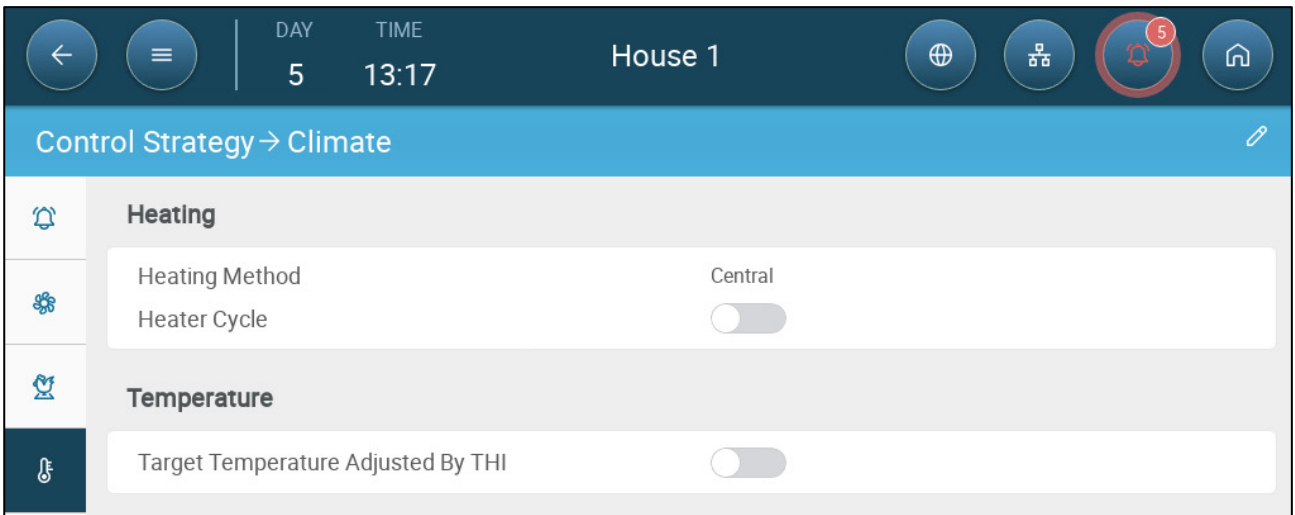 DAY TIME
5 13:17
House 1
5
Control Strategy → Climate
Heating
Heating Method Central
Heater Cycle
Temperature
Target Temperature Adjusted By THI